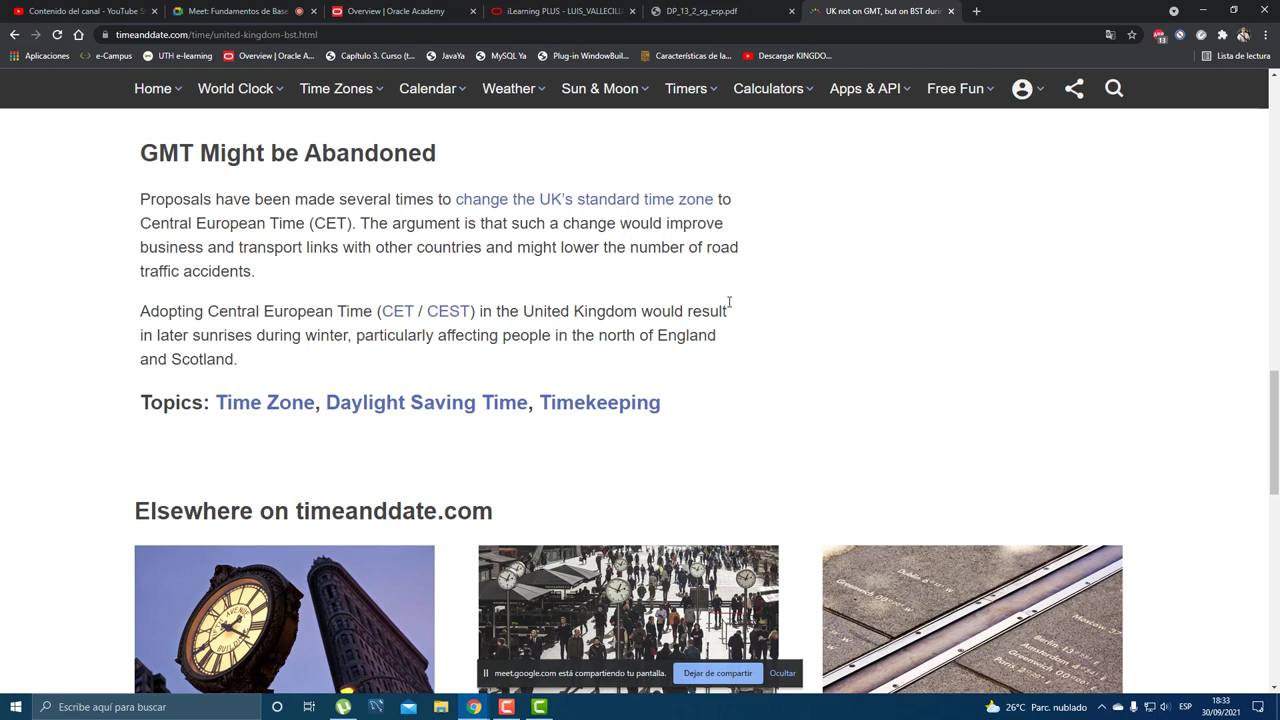 Contenido del canal - YouTube S
Meet: Fundamentos de Base
Overview | Oracle Academy
iLearning PLUS - LUIS_VALLECILL
DP_13_2_sg_esp.pdf
UK not on GMT, but on BST duri
timeanddate.com/time/united-kingdom-bst.html
13
Aplicaciones
e-Campus
UTH e-learning
Overview | Oracle A...
Capítulo 3. Curso (t...
JavaYa
MySQL Ya
Plug-in WindowBuil...
Características de la...
Descargar KINGDO...
Lista de lectura
Home
World Clock
Time Zones
Calendar
Weather
Sun & Moon
Timers
Calculators
Apps & API
Free Fun
GMT Might be Abandoned
Proposals have been made several times to change the UK's standard time zone to
Central European Time (CET). The argument is that such a change would improve
business and transport links with other countries and might lower the number of road
traffic accidents.
Adopting Central European Time (CET / CEST) in the United Kingdom would result
in later sunrises during winter, particularly affecting people in the north of England
and Scotland.
Topics: Time Zone, Daylight Saving Time, Timekeeping
Elsewhere on timeanddate.com
meet.google.com está compartiendo tu pantalla.
Dejar de compartir
Ocultar
Escribe aquí para buscar
26°C Parc. nublado
ESP
18:33
30/09/2021